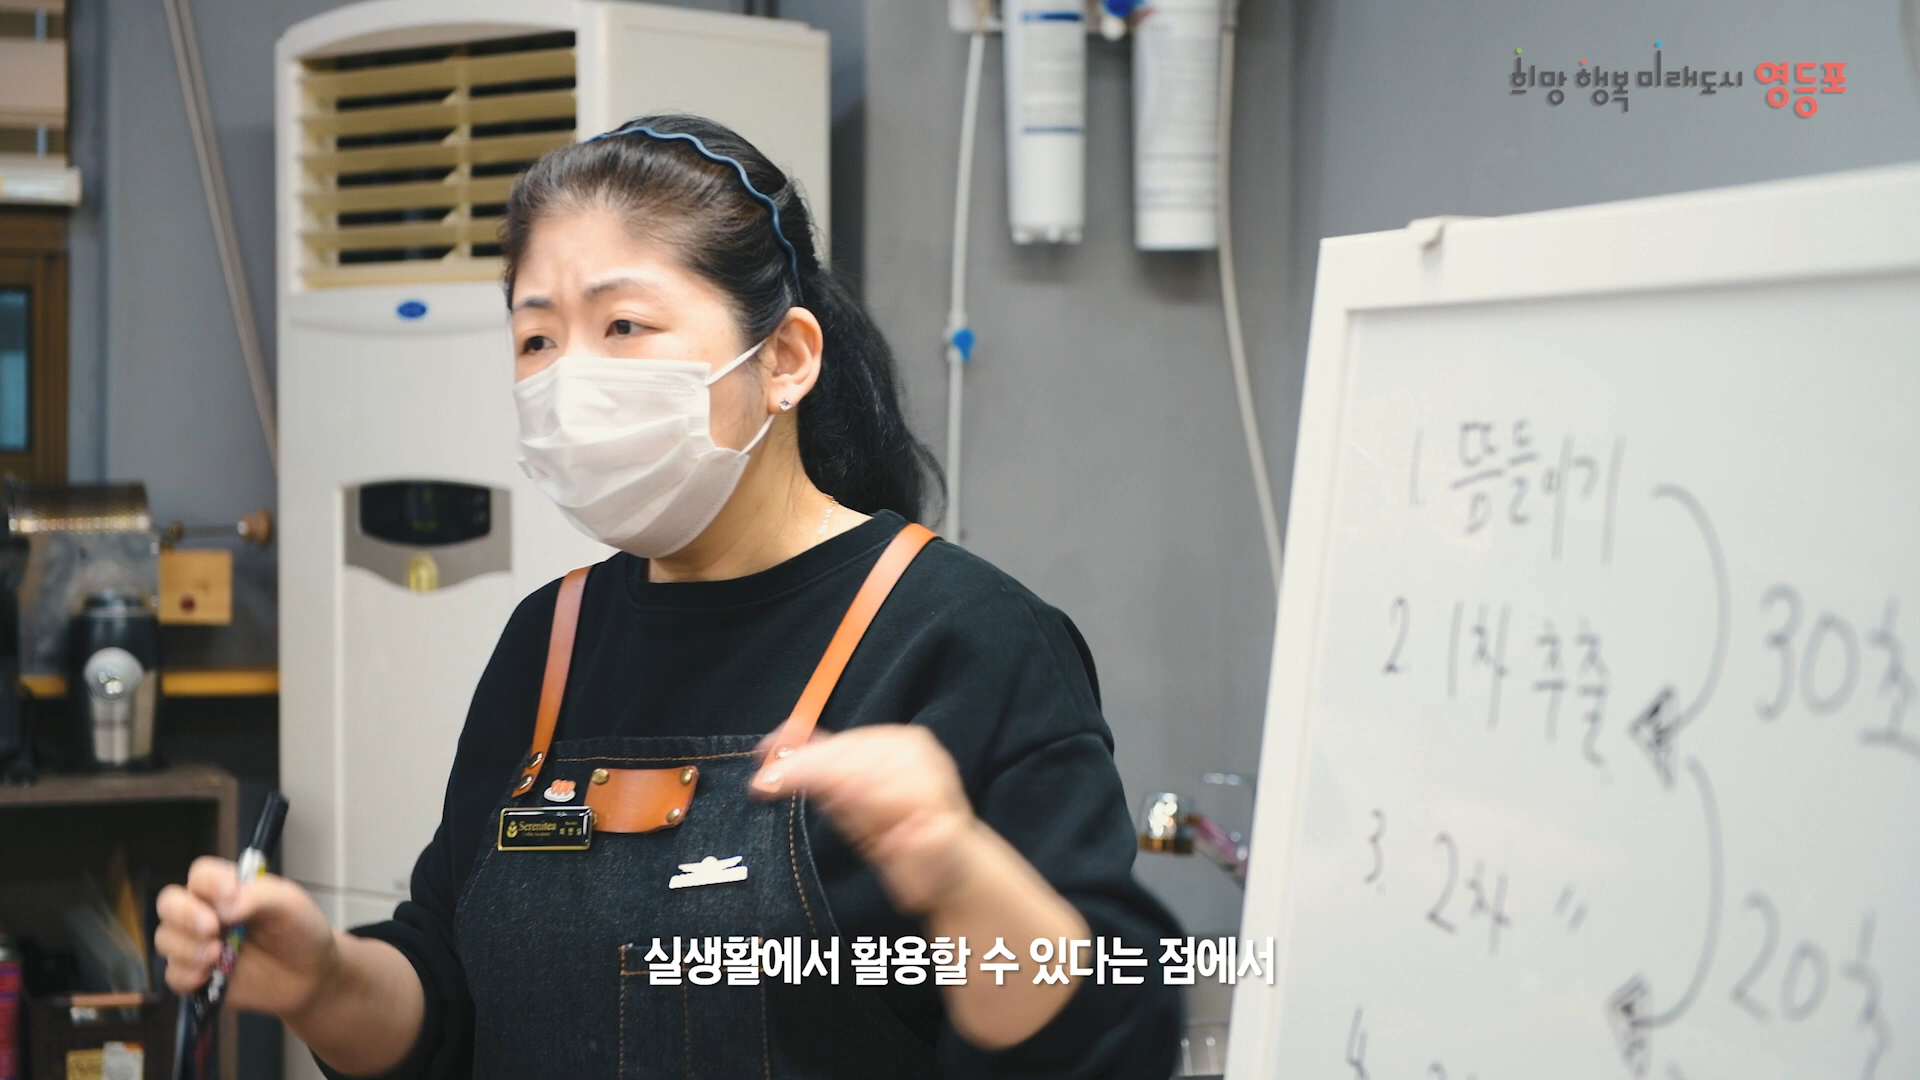 희망 행복 미래도시 영등포
1 뜸들이기
30초
2. 1차 추출
3. 2차 〃
20초
4
Serenitea
실생활에서 활용할 수 있다는 점에서